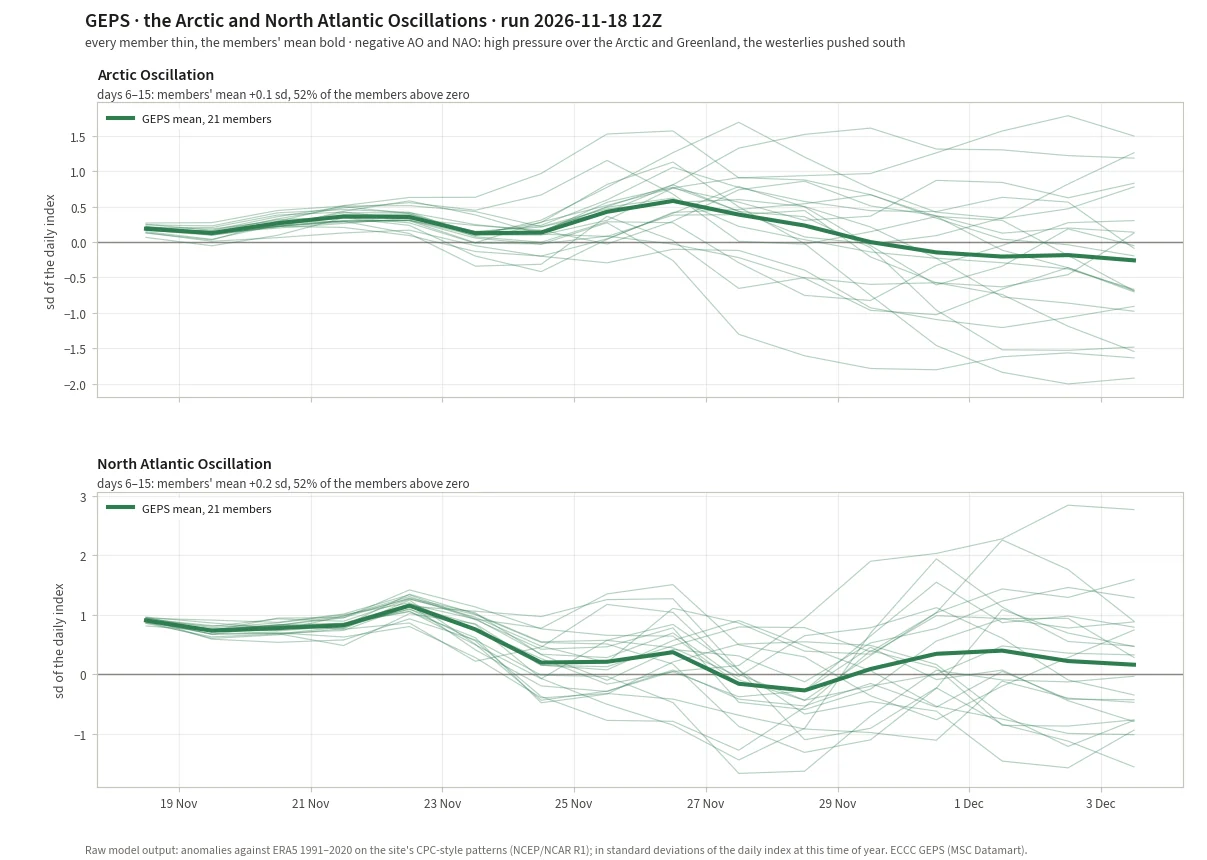 GEPS · the Arctic and North Atlantic Oscillations · run 2026-11-18 12Z
every member thin, the members' mean bold · negative AO and NAO: high pressure over the Arctic and Greenland, the westerlies pushed south
Arctic Oscillation
days 6–15: members' mean +0.1 sd, 52% of the members above zero
GEPS mean, 21 members
sd of the daily index
1.5
1.0
0.5
0.0
−0.5
−1.0
−1.5
−2.0
North Atlantic Oscillation
days 6–15: members' mean +0.2 sd, 52% of the members above zero
GEPS mean, 21 members
sd of the daily index
3
2
1
0
−1
19 Nov 21 Nov 23 Nov 25 Nov 27 Nov 29 Nov 1 Dec 3 Dec
Raw model output: anomalies against ERA5 1991–2020 on the site's CPC-style patterns (NCEP/NCAR R1); in standard deviations of the daily index at this time of year. ECCC GEPS (MSC Datamart).